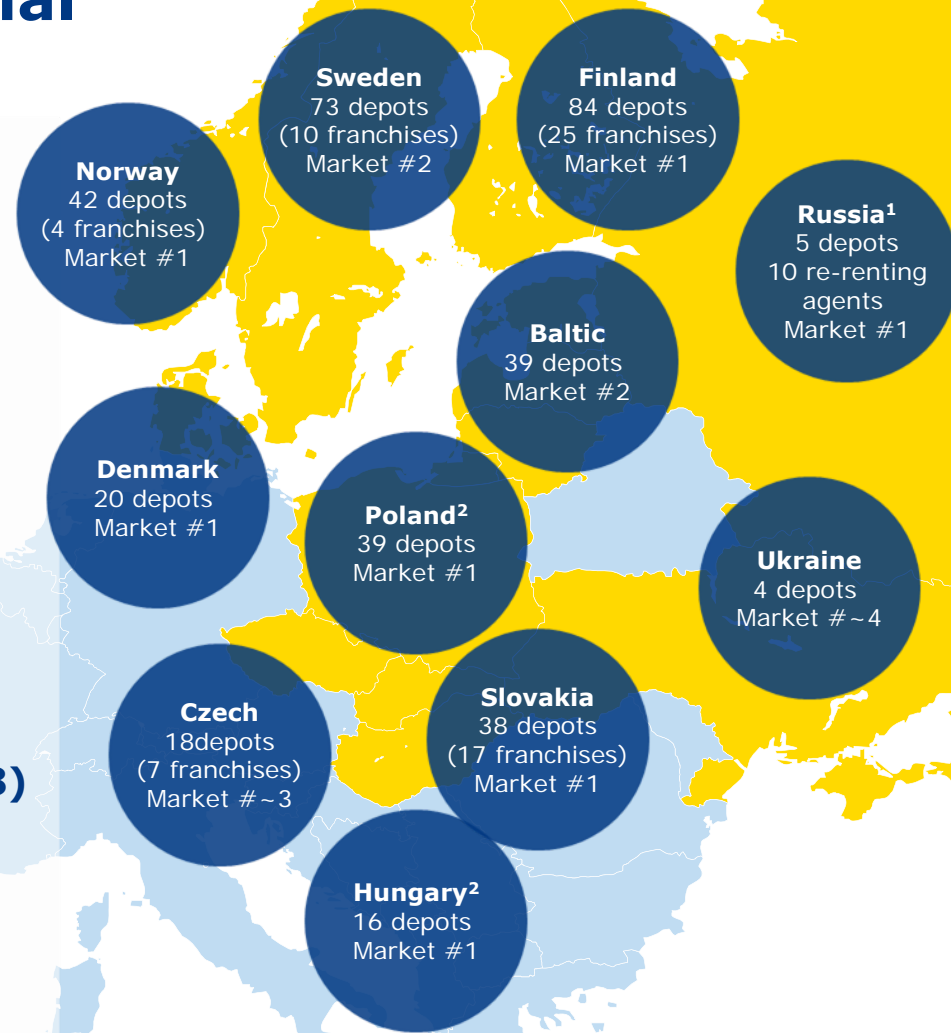 Sweden
73 depots
(10 franchises)
Market #2
Finland
84 depots
(25 franchises)
Market #1
Norway
42 depots
(4 franchises)
Market #1
Russia¹
5 depots
10 re-renting
agents
Market #1
Baltic
39 depots
Market #2
Denmark
20 depots
Market #1
Poland²
39 depots
Market #1
Ukraine
4 depots
Market #~4
Czech
18depots
(7 franchises)
Market #~3
Slovakia
38 depots
(17 franchises)
Market #1
Hungary²
16 depots
Market #1